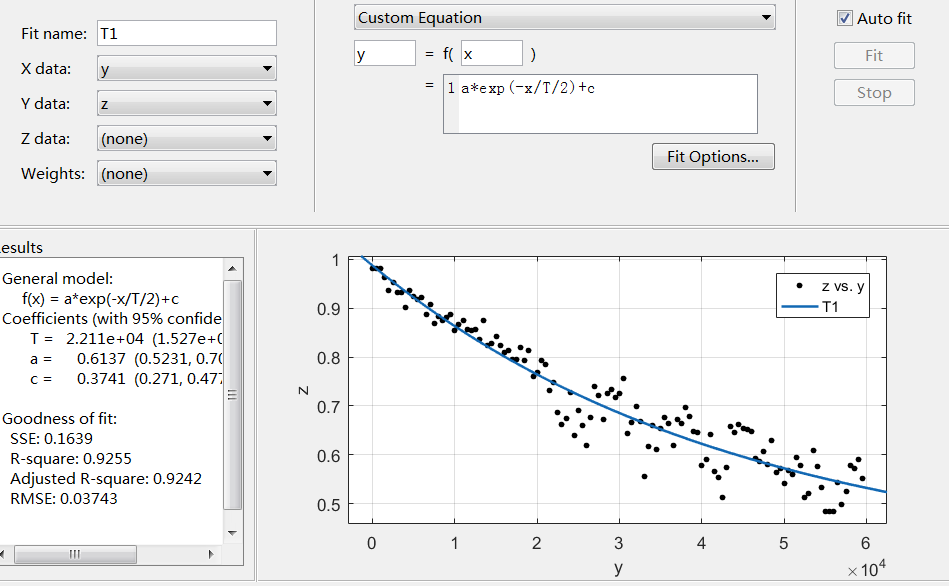 Fit name: T1
X data: y
Y data: z
Z data: (none)
Weights: (none)
Custom Equation
y = f( x )
= 1 a*exp(-x/T/2)+c
Fit Options...
Auto fit
Fit
Stop
esults
General model:
f(x) = a*exp(-x/T/2)+c
Coefficients (with 95% confide
T = 2.211e+04 (1.527e+0
a = 0.6137 (0.5231, 0.70
c = 0.3741 (0.271, 0.477
Goodness of fit:
SSE: 0.1639
R-square: 0.9255
Adjusted R-square: 0.9242
RMSE: 0.03743
z vs. y
T1
1
0.9
0.8
0.7
0.6
0.5
z
0 1 2 3 4 5 6
y
×10⁴